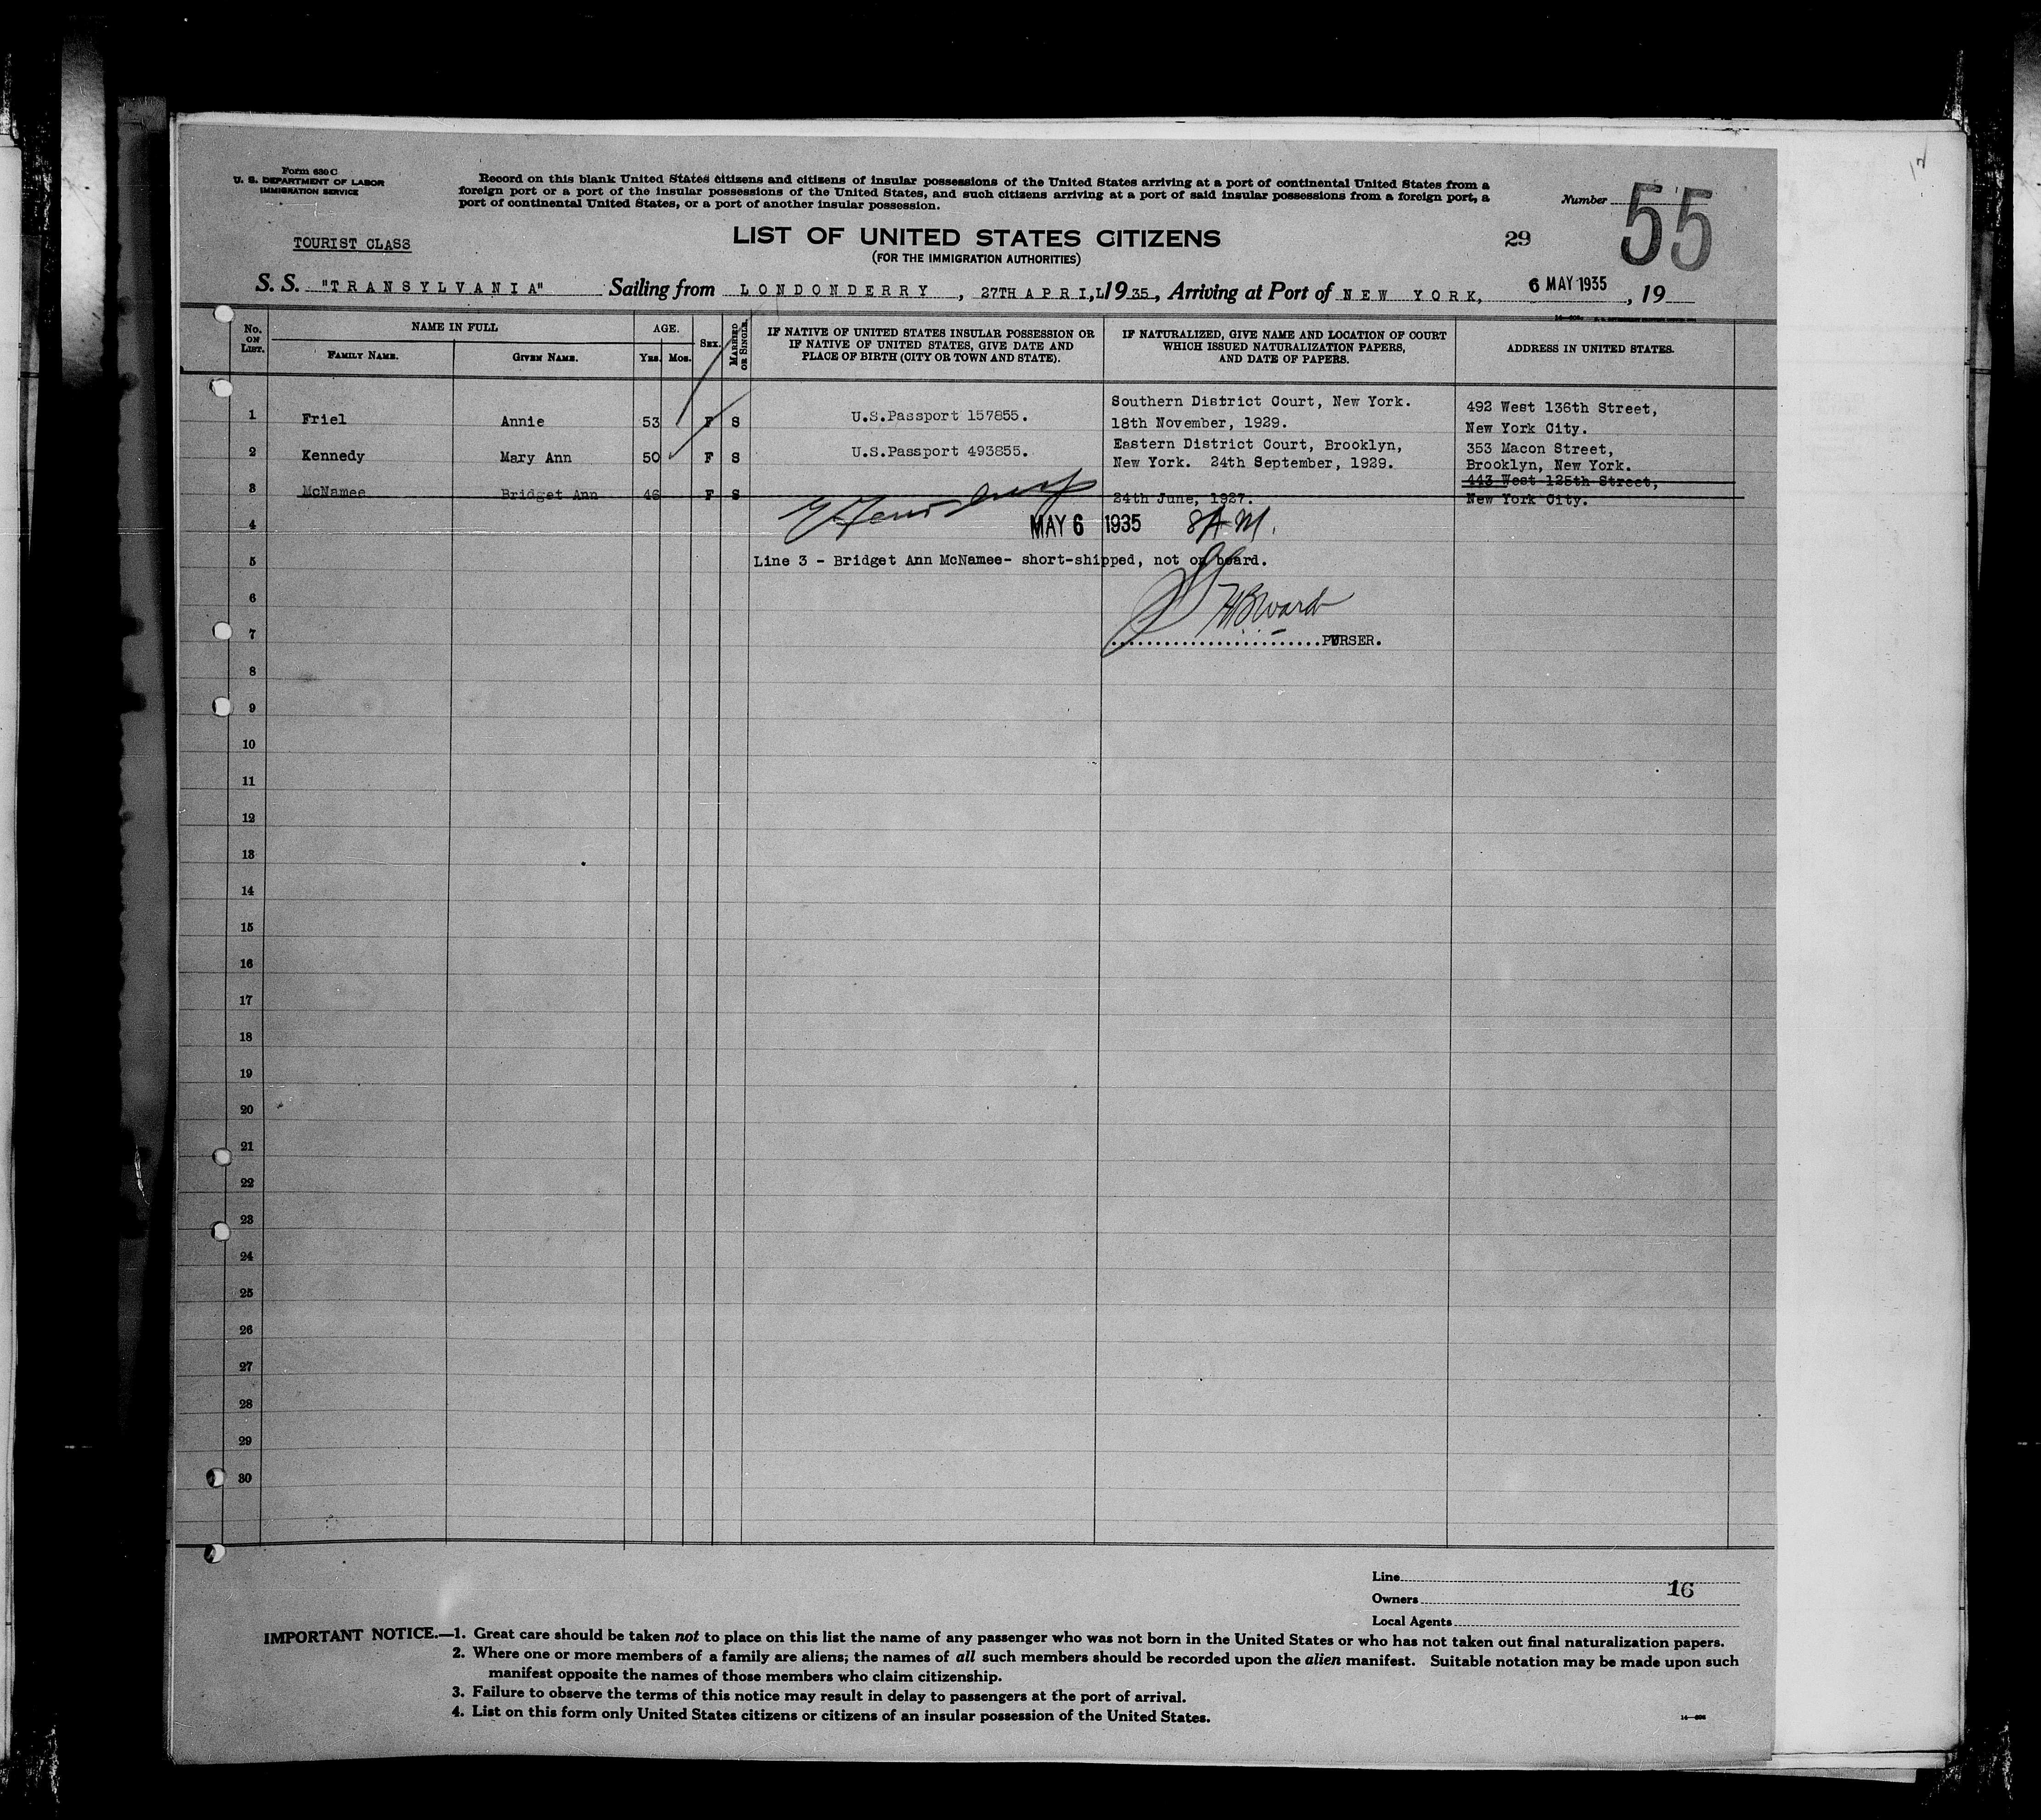 Form 630 C
U. S. DEPARTMENT OF LABOR
IMMIGRATION SERVICE
Record on this blank United States citizens and citizens of insular possessions of the United States arriving at a port of continental United States from a
foreign port or a port of the insular possessions of the United States, and such citizens arriving at a port of said insular possessions from a foreign port, a
port of continental United States, or a port of another insular possession.
Number 55
TOURIST CLASS
LIST OF UNITED STATES CITIZENS
29
(FOR THE IMMIGRATION AUTHORITIES)
S. S. "TRANSYLVANIA" Sailing from LONDONDERRY, 27TH APRIL, 1935, Arriving at Port of NEW YORK, 6 MAY 1935, 19
No. ON LIST. NAME IN FULL AGE. SEX. MARRIED OR SINGLE.
FAMILY NAME. GIVEN NAME. YRS. MOS.
IF NATIVE OF UNITED STATES INSULAR POSSESSION OR
IF NATIVE OF UNITED STATES, GIVE DATE AND
PLACE OF BIRTH (CITY OR TOWN AND STATE).
IF NATURALIZED, GIVE NAME AND LOCATION OF COURT
WHICH ISSUED NATURALIZATION PAPERS,
AND DATE OF PAPERS.
ADDRESS IN UNITED STATES.
1 Friel Annie 53 F S U.S.Passport 157855. Southern District Court, New York. 492 West 136th Street,
18th November, 1929. New York City.
2 Kennedy Mary Ann 50 F S U.S.Passport 493855. Eastern District Court, Brooklyn, 353 Macon Street,
New York. 24th September, 1929. Brooklyn, New York.
3 McNamee Bridget Ann 46 F S 24th June, 1927. 443 West 125th Street,
New York City.
4 MAY 6 1935 8 A M.
5 Line 3 - Bridget Ann McNamee- short-shipped, not on board.
6 Ward
7 PURSER.
8
9
10
11
12
13
14
15
16
17
18
19
20
21
22
23
24
25
26
27
28
29
30
Line
16
Owners
Local Agents
IMPORTANT NOTICE.—1. Great care should be taken not to place on this list the name of any passenger who was not born in the United States or who has not taken out final naturalization papers.
2. Where one or more members of a family are aliens; the names of all such members should be recorded upon the alien manifest. Suitable notation may be made upon such
manifest opposite the names of those members who claim citizenship.
3. Failure to observe the terms of this notice may result in delay to passengers at the port of arrival.
4. List on this form only United States citizens or citizens of an insular possession of the United States.